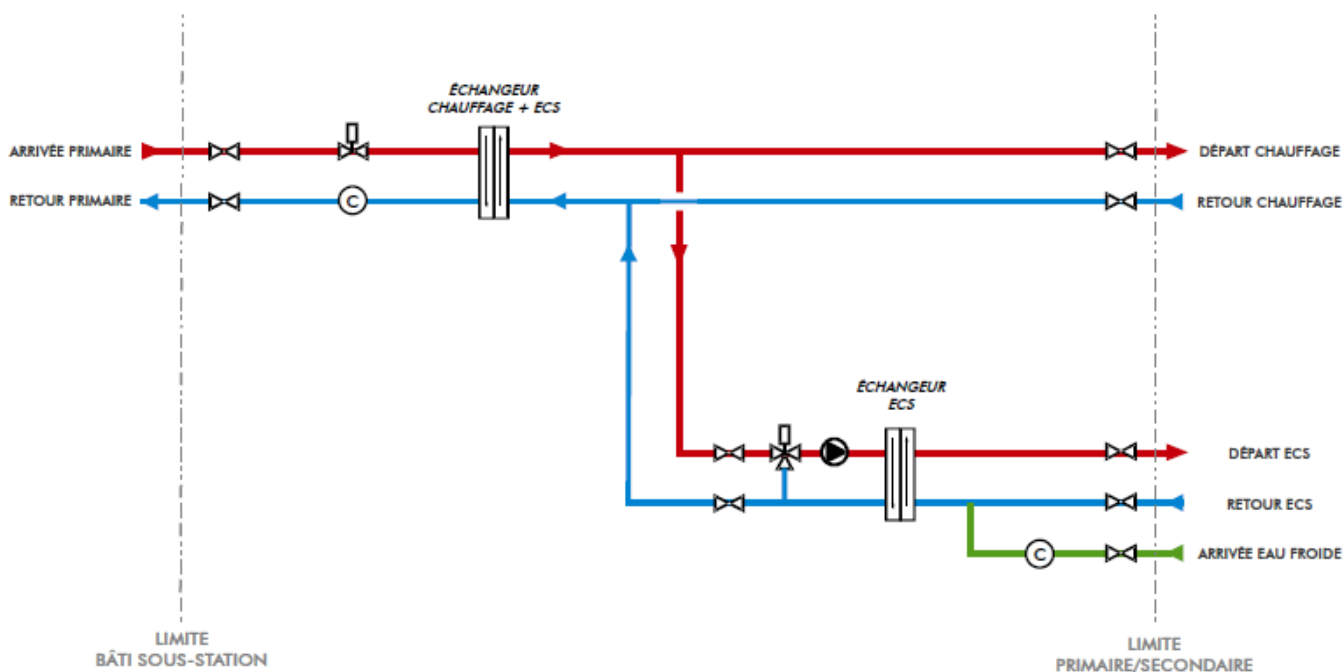 ÉCHANGEUR
CHAUFFAGE + ECS
ARRIVÉE PRIMAIRE
DÉPART CHAUFFAGE
RETOUR PRIMAIRE
C
RETOUR CHAUFFAGE
ÉCHANGEUR
ECS
DÉPART ECS
RETOUR ECS
C
ARRIVÉE EAU FROIDE
LIMITE
BÂTI SOUS-STATION
LIMITE
PRIMAIRE/SECONDAIRE